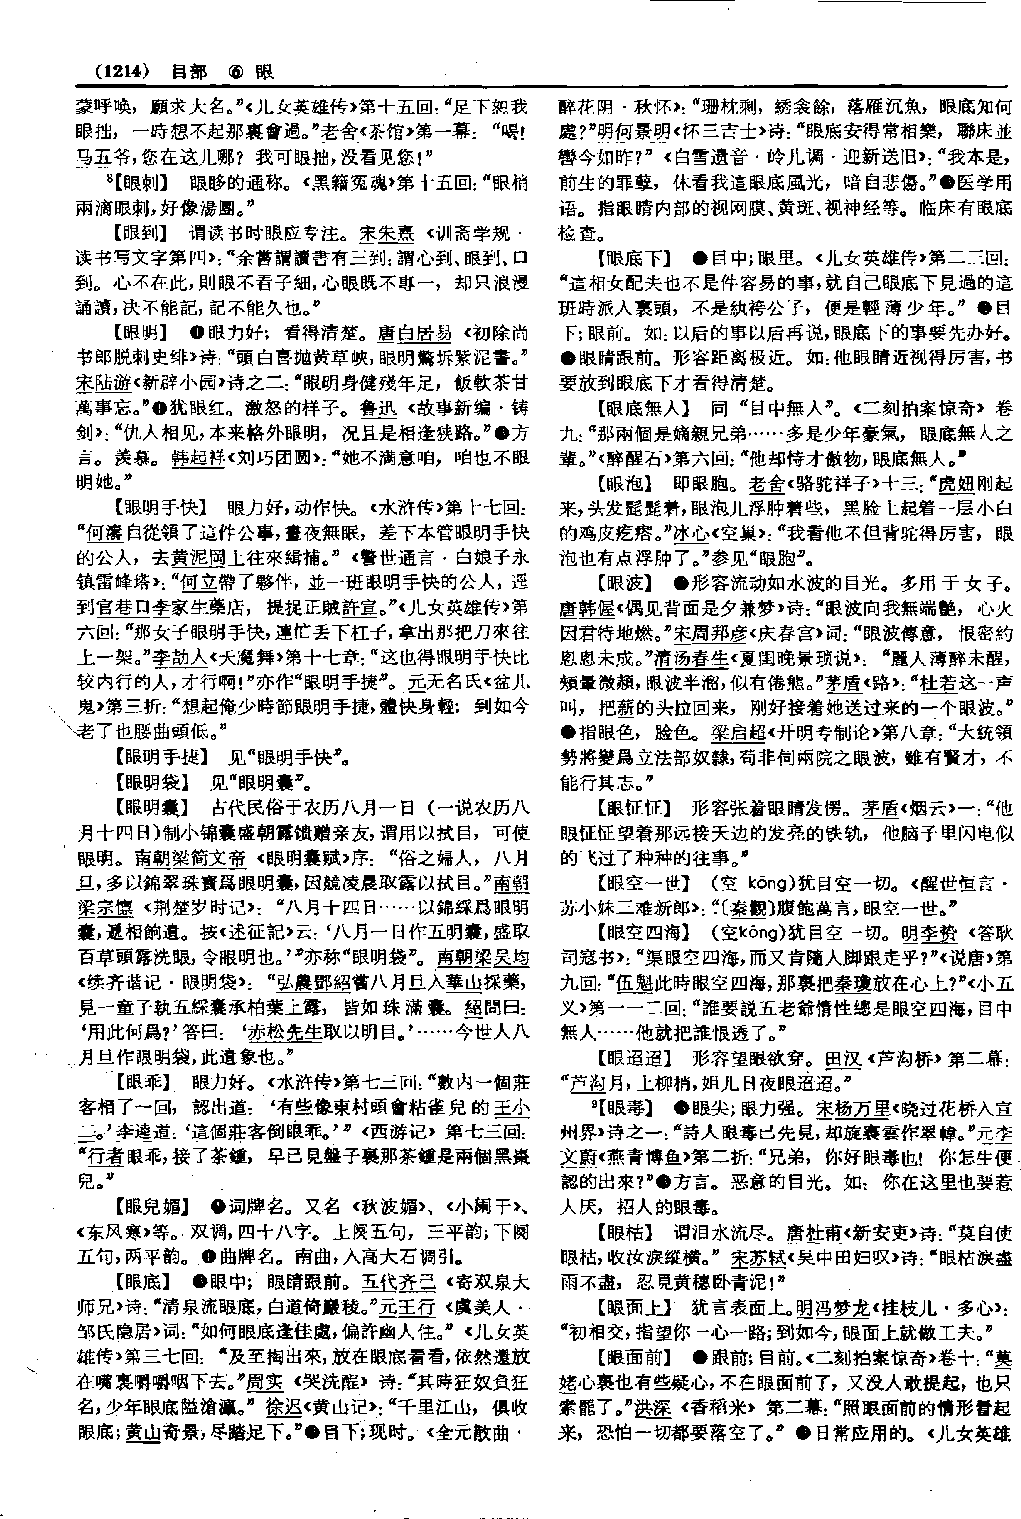 (1214) 目部 ⑥ 眼
蒙呼唤，願求大名。”《儿女英雄传》第十五回：“足下恕我
眼拙，一時想不起那裏會過。”老舍《茶馆》第一幕：“喂！
马五爷，您在这儿哪？我可眼拙，没看见您！”
⁸【眼刺】 眼眵的通称。《黑籍冤魂》第十五回：“眼梢
兩滴眼刺，好像湯團。”
【眼到】 谓读书时眼应专注。宋朱熹《训斋学规·
读书写文字第四》：“余嘗謂讀書有三到：謂心到、眼到、口
到。心不在此，則眼不看子細，心眼既不專一，却只浪漫
誦讀，决不能記，記不能久也。”
【眼明】 ❶眼力好；看得清楚。唐白居易《初除尚
书郎脱刺史绯》诗：“頭白喜抛黄草峽，眼明驚拆紫泥書。”
宋陆游《新辟小园》诗之二：“眼明身健殘年足，飯軟茶甘
萬事忘。”❷犹眼红。激怒的样子。鲁迅《故事新编·铸
剑》：“仇人相见，本来格外眼明，况且是相逢狭路。”❸方
言。羡慕。韩起祥《刘巧团圆》：“她不满意咱，咱也不眼
明她。”
【眼明手快】 眼力好，动作快。《水浒传》第十七回：
“何濤自從領了這件公事，晝夜無眠，差下本管眼明手快
的公人，去黄泥岡上往來緝捕。”《警世通言·白娘子永
镇雷峰塔》：“何立帶了夥伴，並一班眼明手快的公人，逕
到官巷口李家生藥店，提捉正賊許宣。”《儿女英雄传》第
六回：“那女子眼明手快，連忙丢下杠子，拿出那把刀來往
上一架。”李劼人《天魔舞》第十七章：“这也得眼明手快比
较内行的人，才行啊！”亦作“眼明手捷”。元无名氏《盆儿
鬼》第三折：“想起俺少時節眼明手捷，體快身輕；到如今
老了也腰曲頭低。”
【眼明手捷】 见“眼明手快”。
【眼明袋】 见“眼明囊”。
【眼明囊】 古代民俗于农历八月一日（一说农历八
月十四日）制小锦囊盛朝露馈赠亲友，谓用以拭目，可使
眼明。南朝梁简文帝《眼明囊赋》序：“俗之婦人，八月
旦，多以錦翠珠寶爲眼明囊，因競凌晨取露以拭目。”南朝
梁宗懔《荆楚岁时记》：“八月十四日……以錦綵爲眼明
囊，遞相餉遺。按《述征記》云：‘八月一日作五明囊，盛取
百草頭露洗眼，令眼明也。’”亦称“眼明袋”。南朝梁吴均
《续齐谐记·眼明袋》：“弘農鄧紹嘗八月旦入華山採藥，
見一童子執五綵囊承柏葉上露，皆如珠滿囊。紹問曰：
‘用此何爲？’答曰：‘赤松先生取以明目。’……今世人八
月旦作眼明袋，此遺象也。”
【眼乖】 眼力好。《水浒传》第七三回：“數内一個莊
客相了一回，認出道：‘有些像東村頭會粘雀兒的王小
二。’李逵道：‘這個莊客倒眼乖。’”《西游记》第七三回：
“行者眼乖，接了茶鍾，早已見盤子裏那茶鍾是兩個黑棗
兒。”
【眼兒媚】 ❶词牌名。又名《秋波媚》、《小阑干》、
《东风寒》等。双调，四十八字。上阕五句，三平韵；下阕
五句，两平韵。❷曲牌名。南曲，入高大石调引。
【眼底】 ❶眼中；眼睛跟前。五代齐己《寄双泉大
师兄》诗：“清泉流眼底，白道倚巖稜。”元王行《虞美人·
邹氏隐居》词：“如何眼底逢佳處，偏許幽人住。”《儿女英
雄传》第三七回：“及至掏出來，放在眼底看看，依然還放
在嘴裏嚼嚼咽下去。”周实《哭洗醒》诗：“其時狂奴負狂
名，少年眼底隘滄瀛。”徐迟《黄山记》：“千里江山，俱收
眼底；黄山奇景，尽踏足下。”❷目下；现时。《全元散曲·
醉花阴·秋怀》：“珊枕剩，綉衾餘，落雁沉魚，眼底知何
處？”明何景明《怀三古士》诗：“眼底安得常相樂，聯床並
轡今如昨？”《白雪遗音·岭儿调·迎新送旧》：“我本是，
前生的罪孽，休看我這眼底風光，暗自悲傷。”❸医学用
语。指眼睛内部的视网膜、黄斑、视神经等。临床有眼底
检查。
【眼底下】 ❶目中；眼里。《儿女英雄传》第二三回：
“這相女配夫也不是件容易的事，就自己眼底下見過的這
班時派人裏頭，不是紈袴公子，便是輕薄少年。”❷目
下；眼前。如：以后的事以后再说，眼底下的事要先办好。
❸眼睛跟前。形容距离极近。如：他眼睛近视得厉害，书
要放到眼底下才看得清楚。
【眼底無人】 同“目中無人”。《二刻拍案惊奇》卷
九：“那兩個是嫡親兄弟……多是少年豪氣，眼底無人之
輩。”《醉醒石》第六回：“他却恃才傲物，眼底無人。”
【眼泡】 即眼胞。老舍《骆驼祥子》十三：“虎妞刚起
来，头发髭髭着，眼泡儿浮肿着些，黑脸上起着一层小白
的鸡皮疙瘩。”冰心《空巢》：“我看他不但背驼得厉害，眼
泡也有点浮肿了。”参见“眼胞”。
【眼波】 ❶形容流动如水波的目光。多用于女子。
唐韩偓《偶见背面是夕兼梦》诗：“眼波向我無端艷，心火
因君特地燃。”宋周邦彦《庆春宫》词：“眼波傳意，恨密約
悤悤未成。”清汤春生《夏闺晚景琐说》：“麗人薄醉未醒，
頰暈微赪，眼波半溜，似有倦態。”茅盾《路》：“杜若这一声
叫，把薪的头拉回来，刚好接着她送过来的一个眼波。”
❷指眼色，脸色。梁启超《开明专制论》第八章：“大統領
勢將變爲立法部奴隸，苟非伺兩院之眼波，雖有賢才，不
能行其志。”
【眼怔怔】 形容张着眼睛发愣。茅盾《烟云》一：“他
眼怔怔望着那远接天边的发亮的铁轨，他脑子里闪电似
的飞过了种种的往事。”
【眼空一世】 （空 kōng）犹目空一切。《醒世恒言·
苏小妹三难新郎》：“〔秦觀〕腹飽萬言，眼空一世。”
【眼空四海】 （空kōng）犹目空一切。明李贽《答耿
司寇书》：“渠眼空四海，而又肯隨人脚跟走乎？”《说唐》第
九回：“伍魁此時眼空四海，那裏把秦瓊放在心上？”《小五
义》第一一二回：“誰要説五老爺情性總是眼空四海，目中
無人……他就把誰恨透了。”
【眼迢迢】 形容望眼欲穿。田汉《芦沟桥》第二幕：
“芦沟月，上柳梢，姐儿日夜眼迢迢。”
⁹【眼毒】 ❶眼尖；眼力强。宋杨万里《晓过花桥入宣
州界》诗之一：“詩人眼毒已先見，却旋裹雲作翠幃。”元李
文蔚《燕青博鱼》第二折：“兄弟，你好眼毒也！你怎生便
認的出來？”❷方言。恶意的目光。如：你在这里也要惹
人厌，招人的眼毒。
【眼枯】 谓泪水流尽。唐杜甫《新安吏》诗：“莫自使
眼枯，收汝淚縱横。”宋苏轼《吴中田妇叹》诗：“眼枯淚盡
雨不盡，忍見黄穗卧青泥！”
【眼面上】 犹言表面上。明冯梦龙《挂枝儿·多心》：
“初相交，指望你一心一路；到如今，眼面上就做工夫。”
【眼面前】 ❶跟前；目前。《二刻拍案惊奇》卷十：“莫
姥心裏也有些疑心，不在眼面前了，又没人敢提起，也只
索罷了。”洪深《香稻米》第二幕：“照眼面前的情形看起
来，恐怕一切都要落空了。”❷日常应用的。《儿女英雄